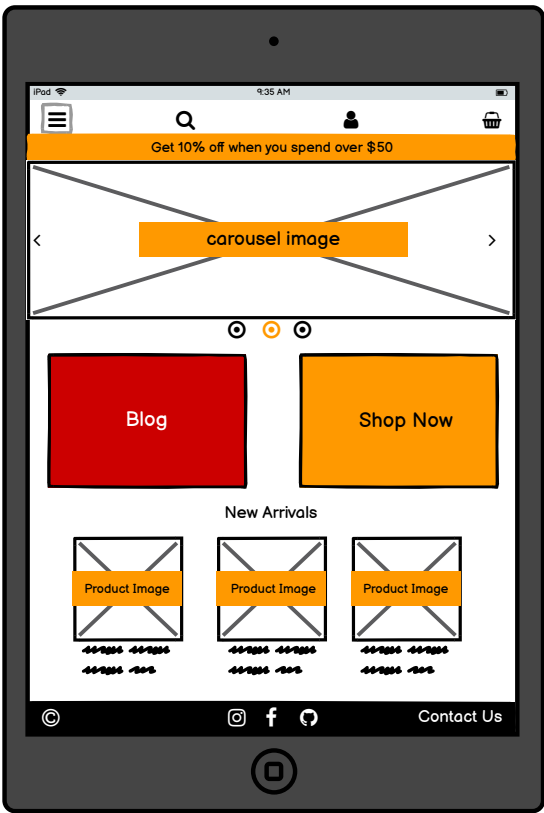 iPad 9:35 AM
Get 10% off when you spend over $50
carousel image
Blog Shop Now
New Arrivals
Product Image Product Image Product Image
© Contact Us